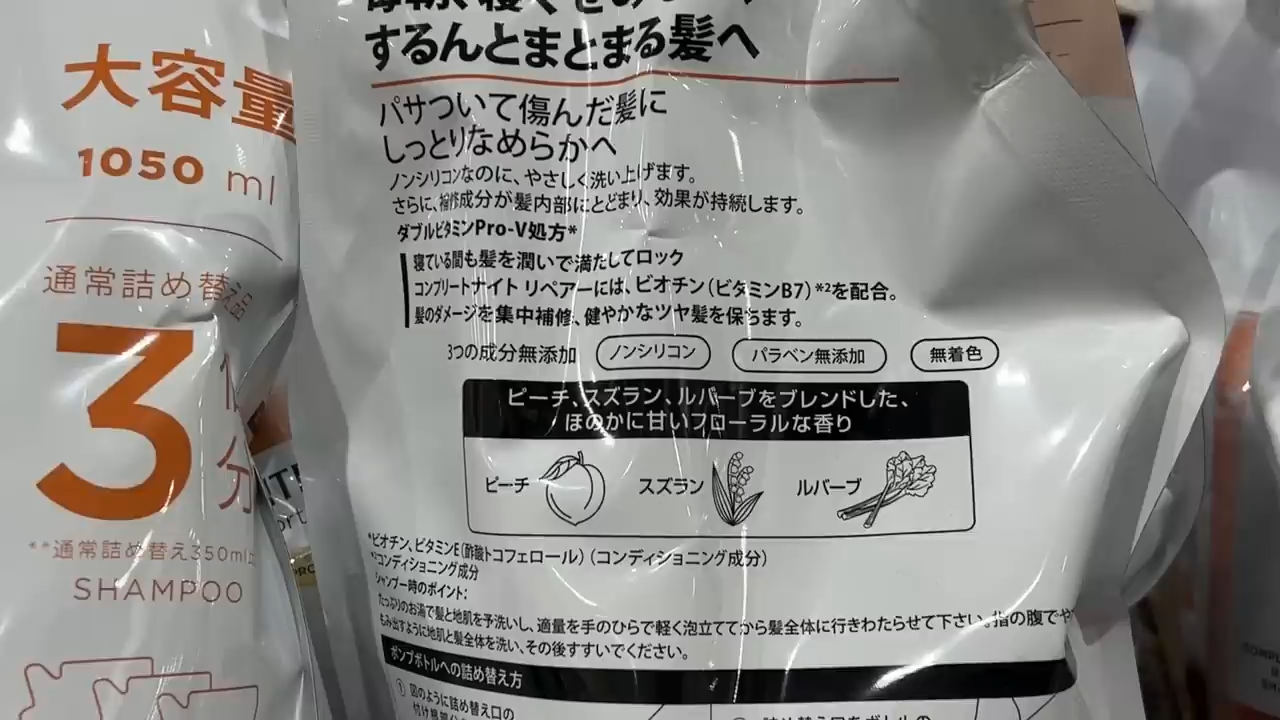 大容量
1050 ml
通常詰め替え品
3
分
**通常詰め替え350ml
SHAMPOO
するんとまとまる髪へ
パサついて傷んだ髪に
しっとりなめらかへ
ノンシリコンなのに、やさしく洗い上げます。
さらに、補修成分が髪内部にとどまり、効果が持続します。
ダブルビタミンPro-V処方*
寝ている間も髪を潤いで満たしてロック
コンプリートナイト リペアーには、ビオチン(ビタミンB7)*²を配合。
髪のダメージを集中補修、健やかなツヤ髪を保ちます。
3つの成分無添加 ノンシリコン パラベン無添加 無着色
ピーチ、スズラン、ルバーブをブレンドした、
ほのかに甘いフローラルな香り
ピーチ スズラン ルバーブ
*ビオチン、ビタミンE(酢酸トコフェロール)(コンディショニング成分)
*²コンディショニング成分
シャンプー時のポイント:
たっぷりのお湯で髪と地肌を予洗いし、適量を手のひらで軽く泡立ててから髪全体に行きわたらせて下さい。指の腹でや
もみ出すように地肌と髪全体を洗い、その後すすいでください。
ポンプボトルへの詰め替え方
① 図のように詰め替え口の